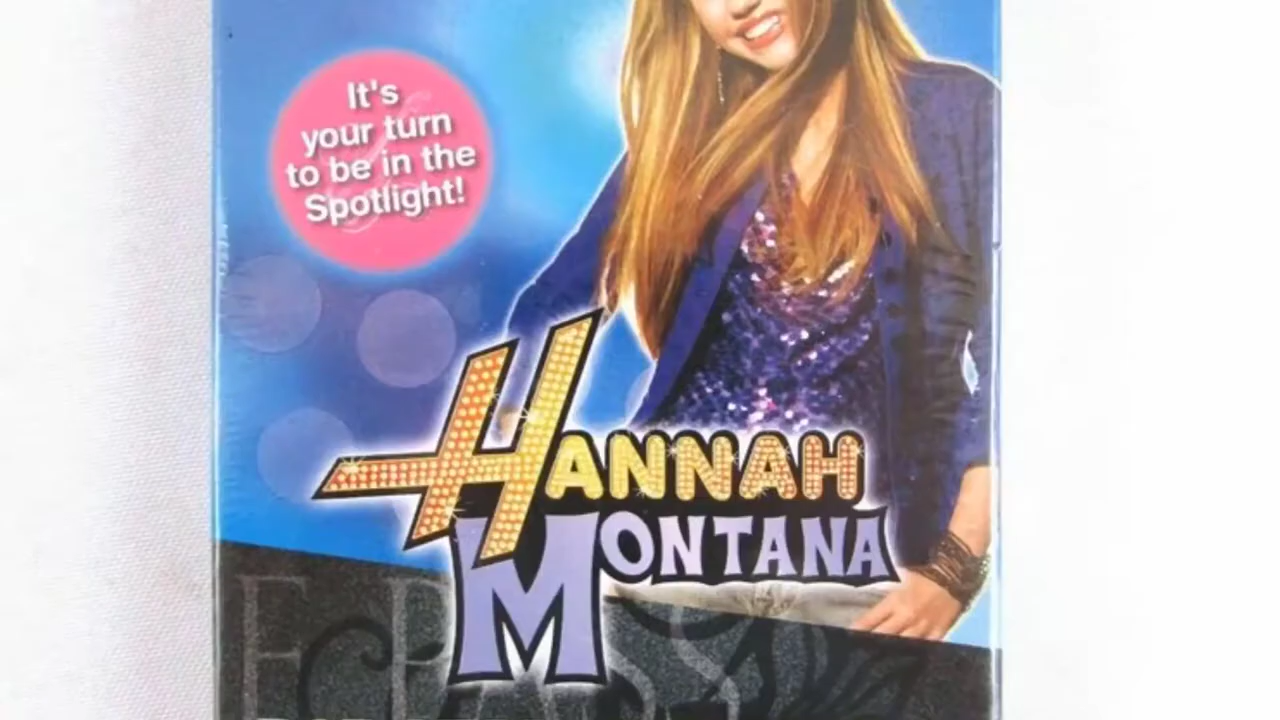 It's
your turn
to be in the
Spotlight!
HANNAH
MONTANA